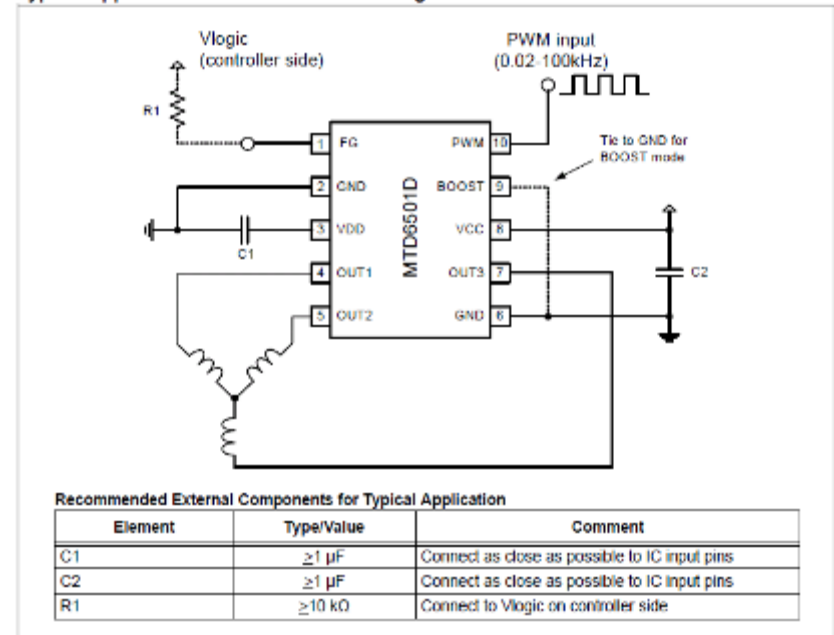 Vlogic
(controller side)
PWM input
(0.02-100kHz)
R1
Tie to GND for
BOOST mode
1 FG
PWM 10
2 GND
BOOST 9
3 VDD
VCC 8
4 OUT1
OUT3 7
5 OUT2
GND 6
MTD6501D
C1
C2
Recommended External Components for Typical Application
Element Type/Value Comment
C1 ≥1 µF Connect as close as possible to IC input pins
C2 ≥1 µF Connect as close as possible to IC input pins
R1 ≥10 kΩ Connect to Vlogic on controller side